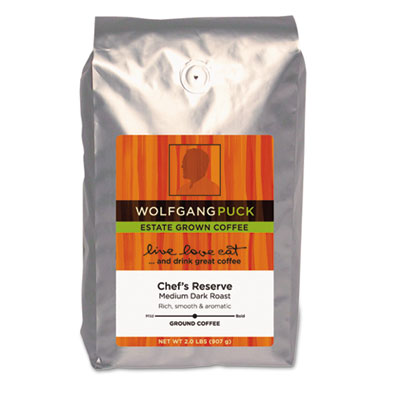 WOLFGANGPUCK
ESTATE GROWN COFFEE
live love eat
... and drink great coffee
Chef's Reserve
Medium Dark Roast
Rich, smooth & aromatic
Mild Bold
GROUND COFFEE
NET WT 2.0 LBS (907 g)